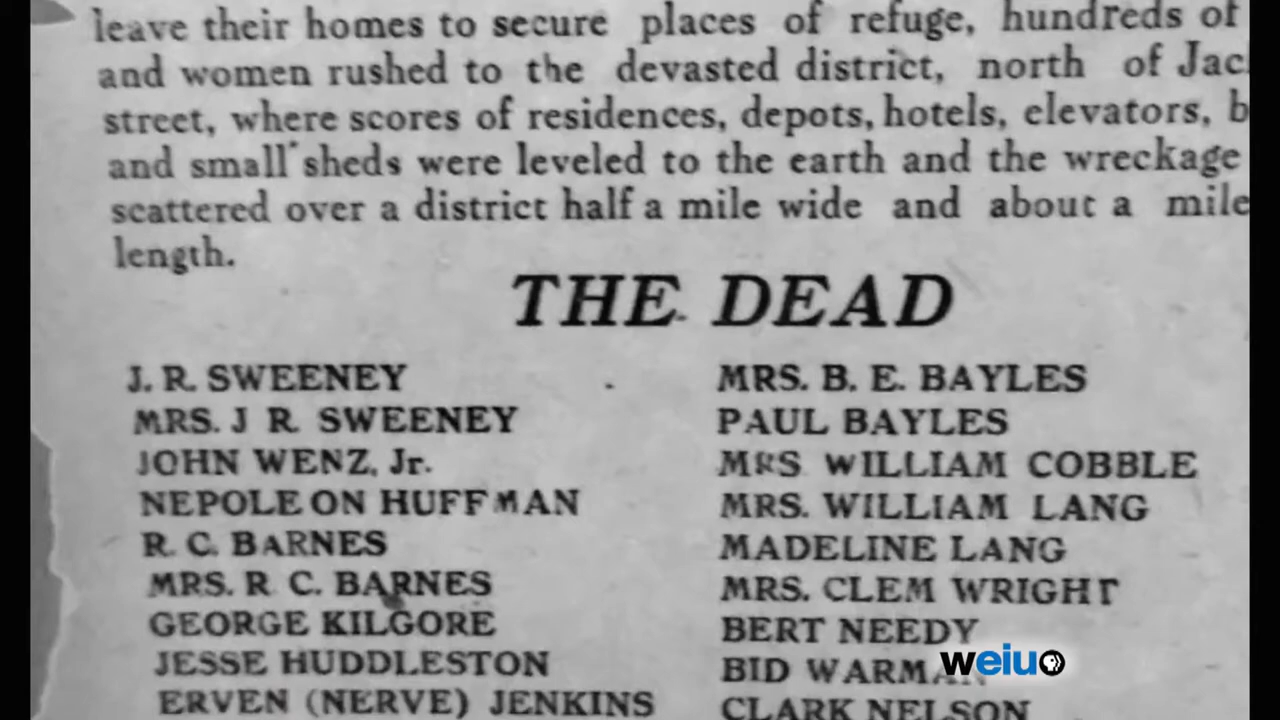 leave their homes to secure places of refuge, hundreds of
and women rushed to the devasted district, north of
street, where scores of residences, depots, hotels, elevators,
and small sheds were leveled to the earth and the wreckage
scattered over a district half a mile wide and about a mile
length.
THE DEAD
J. R. SWEENEY
MRS. J R. SWEENEY
JOHN WENZ, Jr.
NEPOLEON HUFFMAN
R. C. BARNES
MRS. R C. BARNES
GEORGE KILGORE
JESSE HUDDLESTON
ERVEN (NERVE) JENKINS
MRS. B. E. BAYLES
PAUL BAYLES
MRS WILLIAM COBBLE
MRS. WILLIAM LANG
MADELINE LANG
MRS. CLEM WRIGHT
BERT NEEDY
BID
CLARK NELSON
weiu